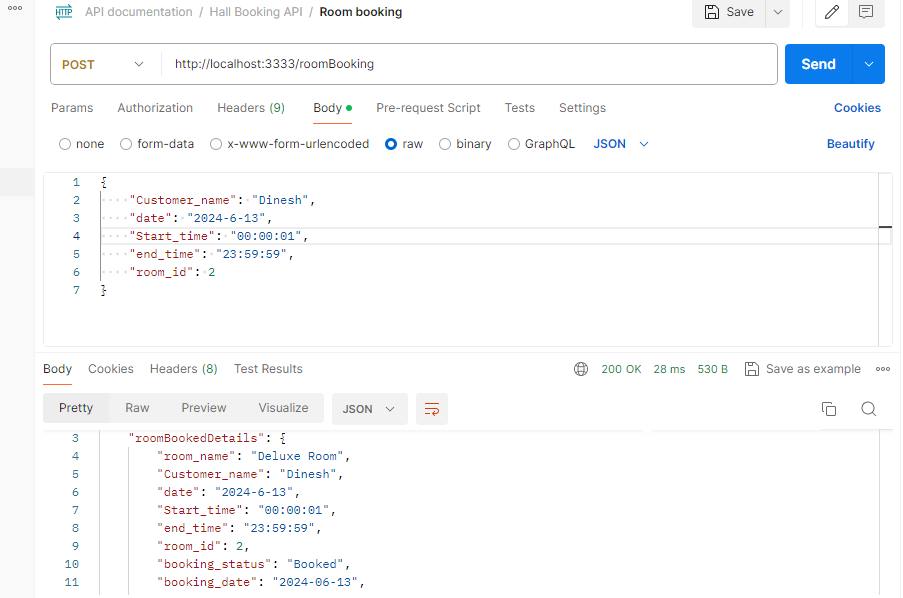 HTTP API documentation / Hall Booking API / Room booking Save
POST http://localhost:3333/roomBooking Send
Params Authorization Headers (9) Body Pre-request Script Tests Settings Cookies
none form-data x-www-form-urlencoded raw binary GraphQL JSON Beautify
1 {
2 "Customer_name": "Dinesh",
3 "date": "2024-6-13",
4 "Start_time": "00:00:01",
5 "end_time": "23:59:59",
6 "room_id": 2
7 }
Body Cookies Headers (8) Test Results 200 OK 28 ms 530 B Save as example
Pretty Raw Preview Visualize JSON
3 "roomBookedDetails": {
4 "room_name": "Deluxe Room",
5 "Customer_name": "Dinesh",
6 "date": "2024-6-13",
7 "Start_time": "00:00:01",
8 "end_time": "23:59:59",
9 "room_id": 2,
10 "booking_status": "Booked",
11 "booking_date": "2024-06-13",